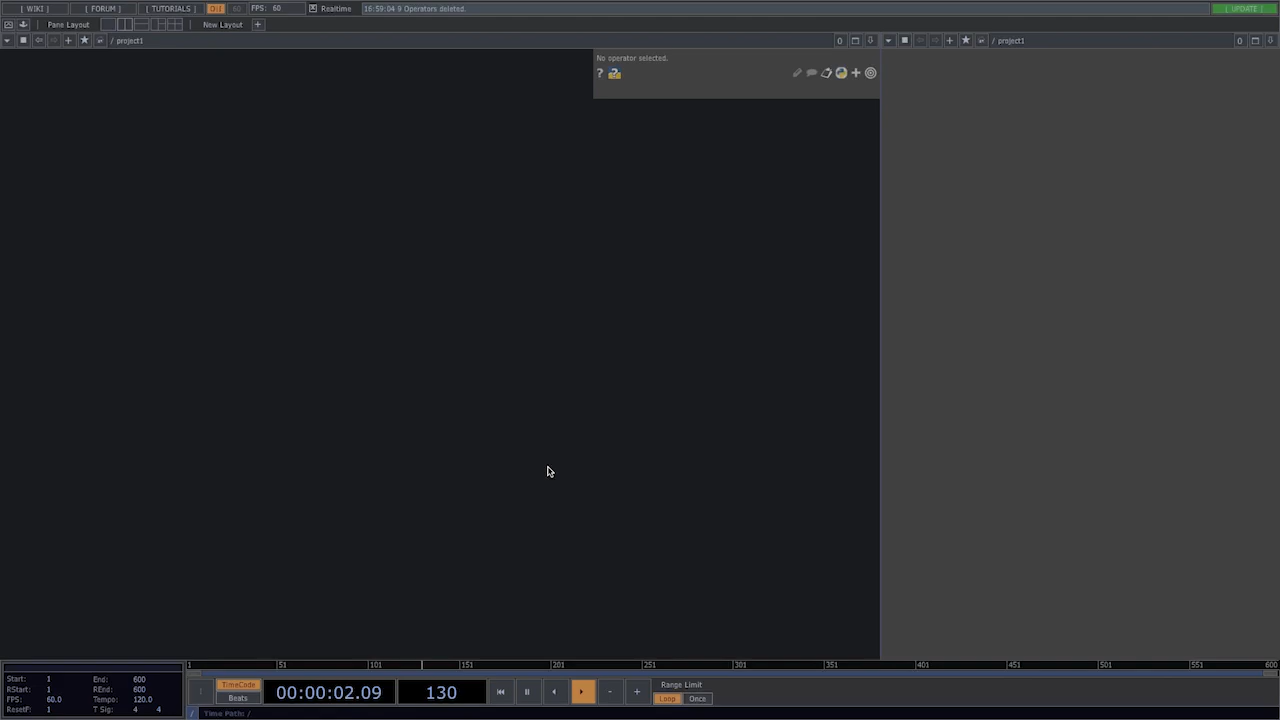 [ WIKI ] [ FORUM ] [ TUTORIALS ] O|I 60 FPS: 60 Realtime 16:59:04 9 Operators deleted. [ UPDATE ]
Pane Layout New Layout +
/ project1 / project1
No operator selected.
1 51 101 151 201 251 301 351 401 451 501 551 600
Start: 1 End: 600
RStart: 1 REnd: 600
FPS: 60.0 Tempo: 120.0
ResetF: 1 T Sig: 4 4
TimeCode
Beats
00:00:02.09 130 - +
Range Limit
Loop Once
/ Time Path: /